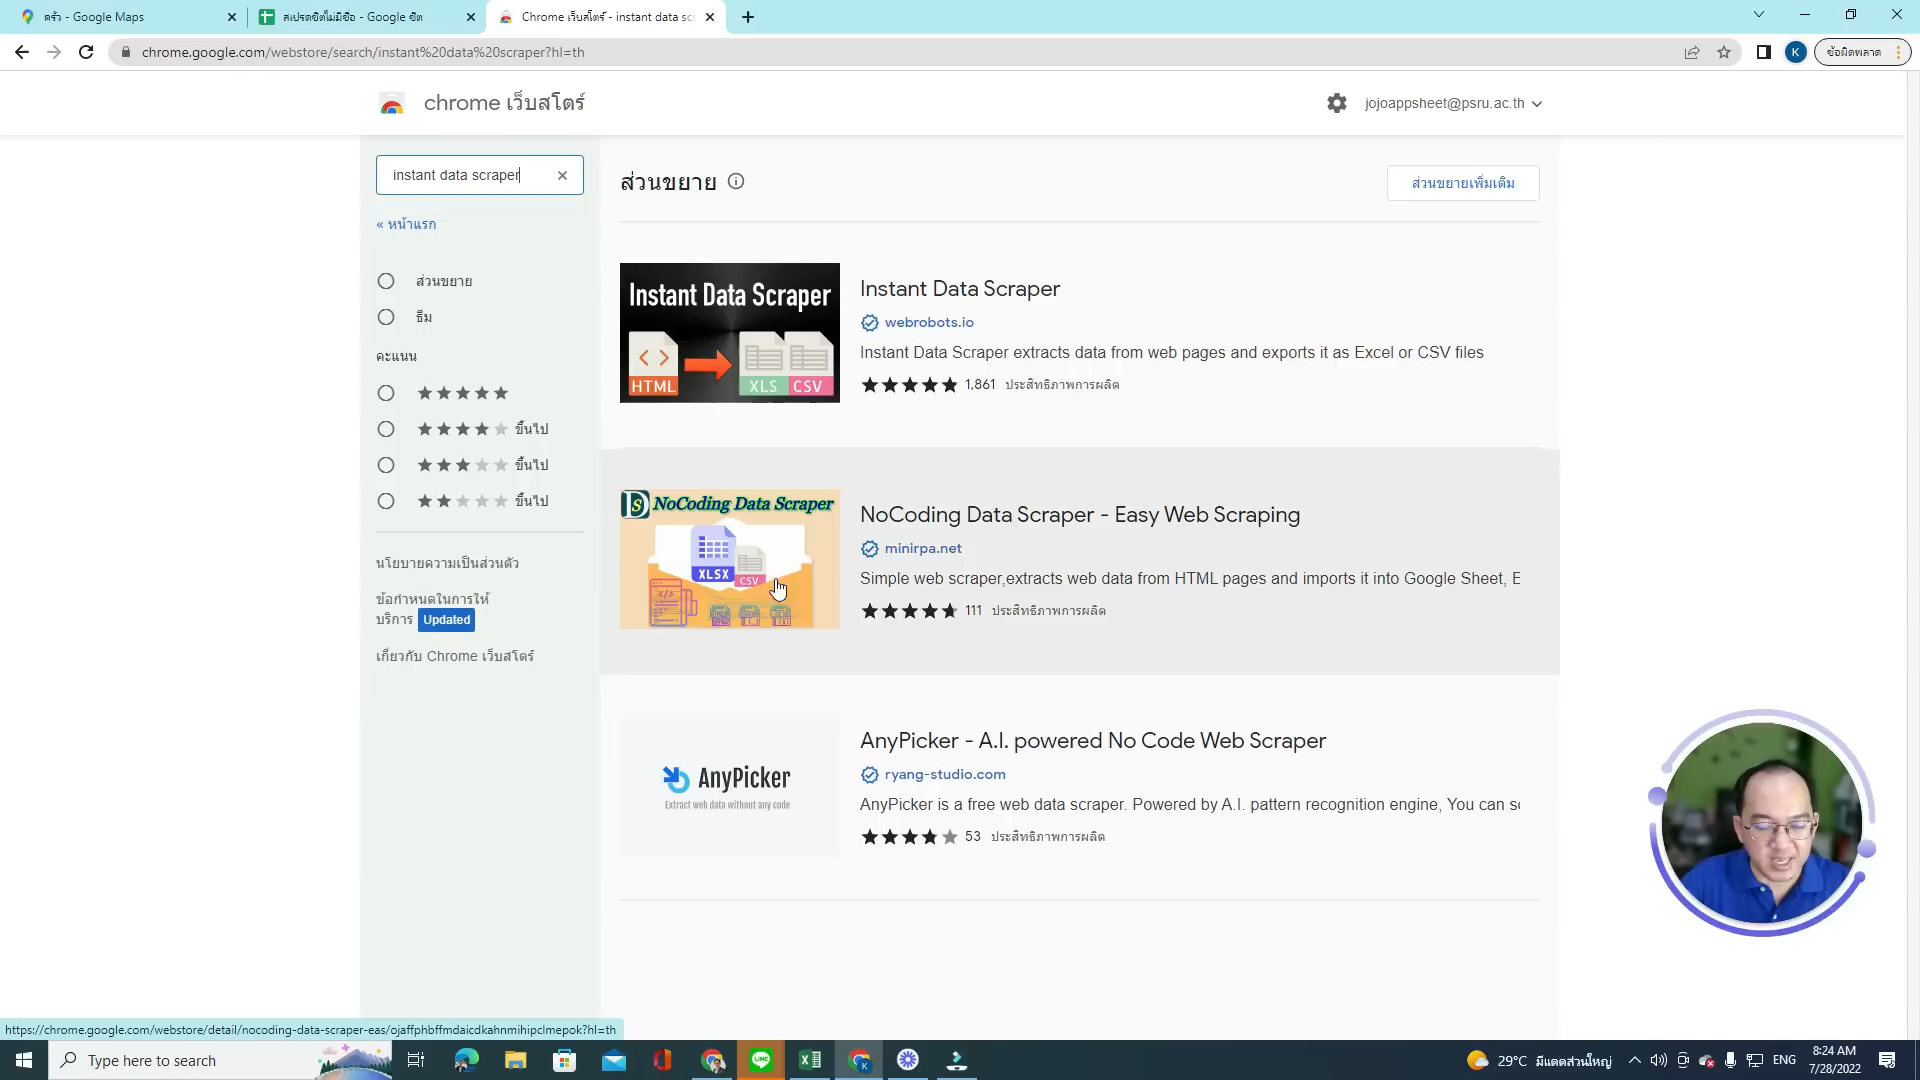 ครัว - Google Maps
สเปรดชีตไม่มีชื่อ - Google ชีต
Chrome เว็บสโตร์ - instant data scr
chrome.google.com/webstore/search/instant%20data%20scraper?hl=th
K
ข้อผิดพลาด
chrome เว็บสโตร์
jojoappsheet@psru.ac.th
instant data scraper
« หน้าแรก
ส่วนขยาย
ธีม
คะแนน
ขึ้นไป
ขึ้นไป
ขึ้นไป
นโยบายความเป็นส่วนตัว
ข้อกำหนดในการให้
บริการ Updated
เกี่ยวกับ Chrome เว็บสโตร์
ส่วนขยาย
ส่วนขยายเพิ่มเติม
Instant Data Scraper
HTML
XLS CSV
Instant Data Scraper
webrobots.io
Instant Data Scraper extracts data from web pages and exports it as Excel or CSV files
1,861 ประสิทธิภาพการผลิต
Ds NoCoding Data Scraper
XLSX
CSV
NoCoding Data Scraper - Easy Web Scraping
minirpa.net
Simple web scraper,extracts web data from HTML pages and imports it into Google Sheet, E
111 ประสิทธิภาพการผลิต
AnyPicker
Extract web data without any code
AnyPicker - A.I. powered No Code Web Scraper
ryang-studio.com
AnyPicker is a free web data scraper. Powered by A.I. pattern recognition engine, You can sc
53 ประสิทธิภาพการผลิต
https://chrome.google.com/webstore/detail/nocoding-data-scraper-eas/ojaffphbffmdaicdkahnmihipclmepok?hl=th
Type here to search
LINE
29°C มีแดดส่วนใหญ่
ENG
8:24 AM
7/28/2022